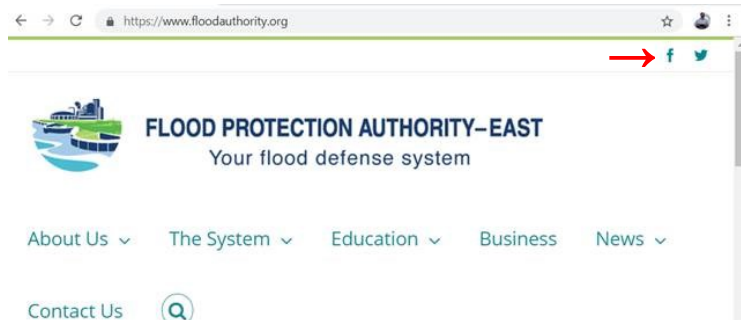 https://www.floodauthority.org
FLOOD PROTECTION AUTHORITY–EAST
Your flood defense system
About Us
The System
Education
Business
News
Contact Us